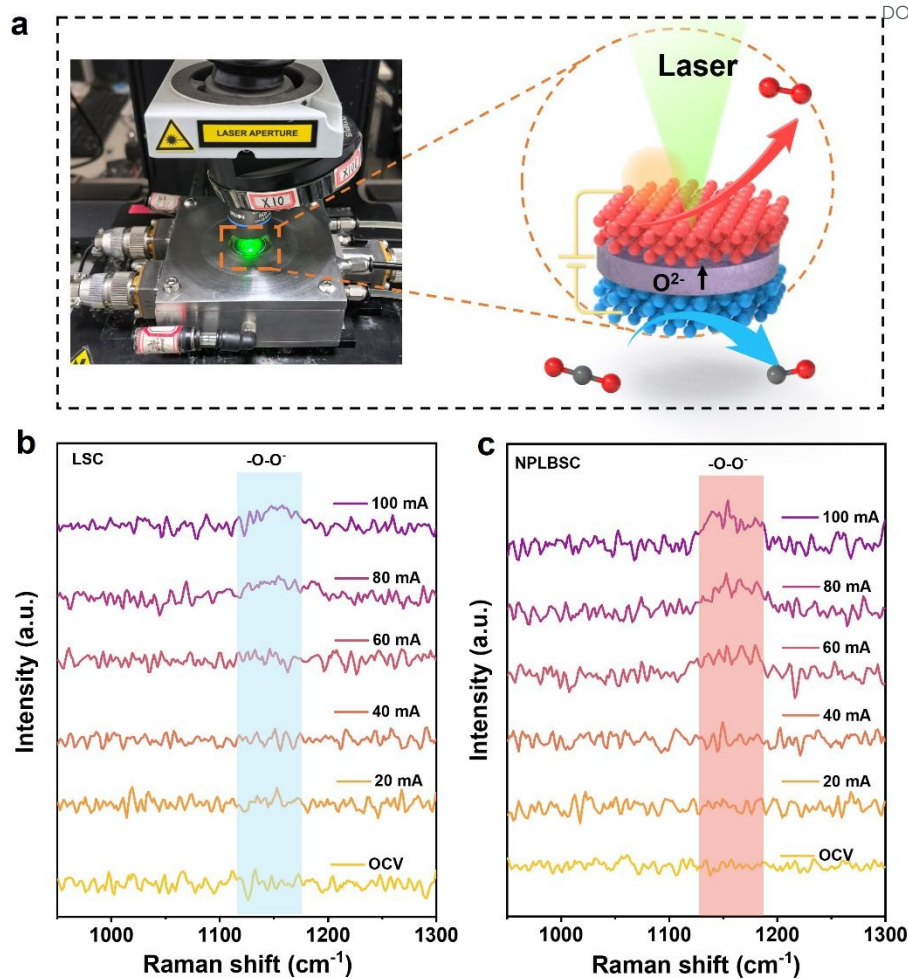 DO
a
LASER APERTURE
X10
Laser
O²⁻
b
LSC
-O-O⁻
100 mA
80 mA
60 mA
40 mA
20 mA
OCV
Intensity (a.u.)
1000 1100 1200 1300
Raman shift (cm⁻¹)
c
NPLBSC
-O-O⁻
100 mA
80 mA
60 mA
40 mA
20 mA
OCV
Intensity (a.u.)
1000 1100 1200 1300
Raman shift (cm⁻¹)